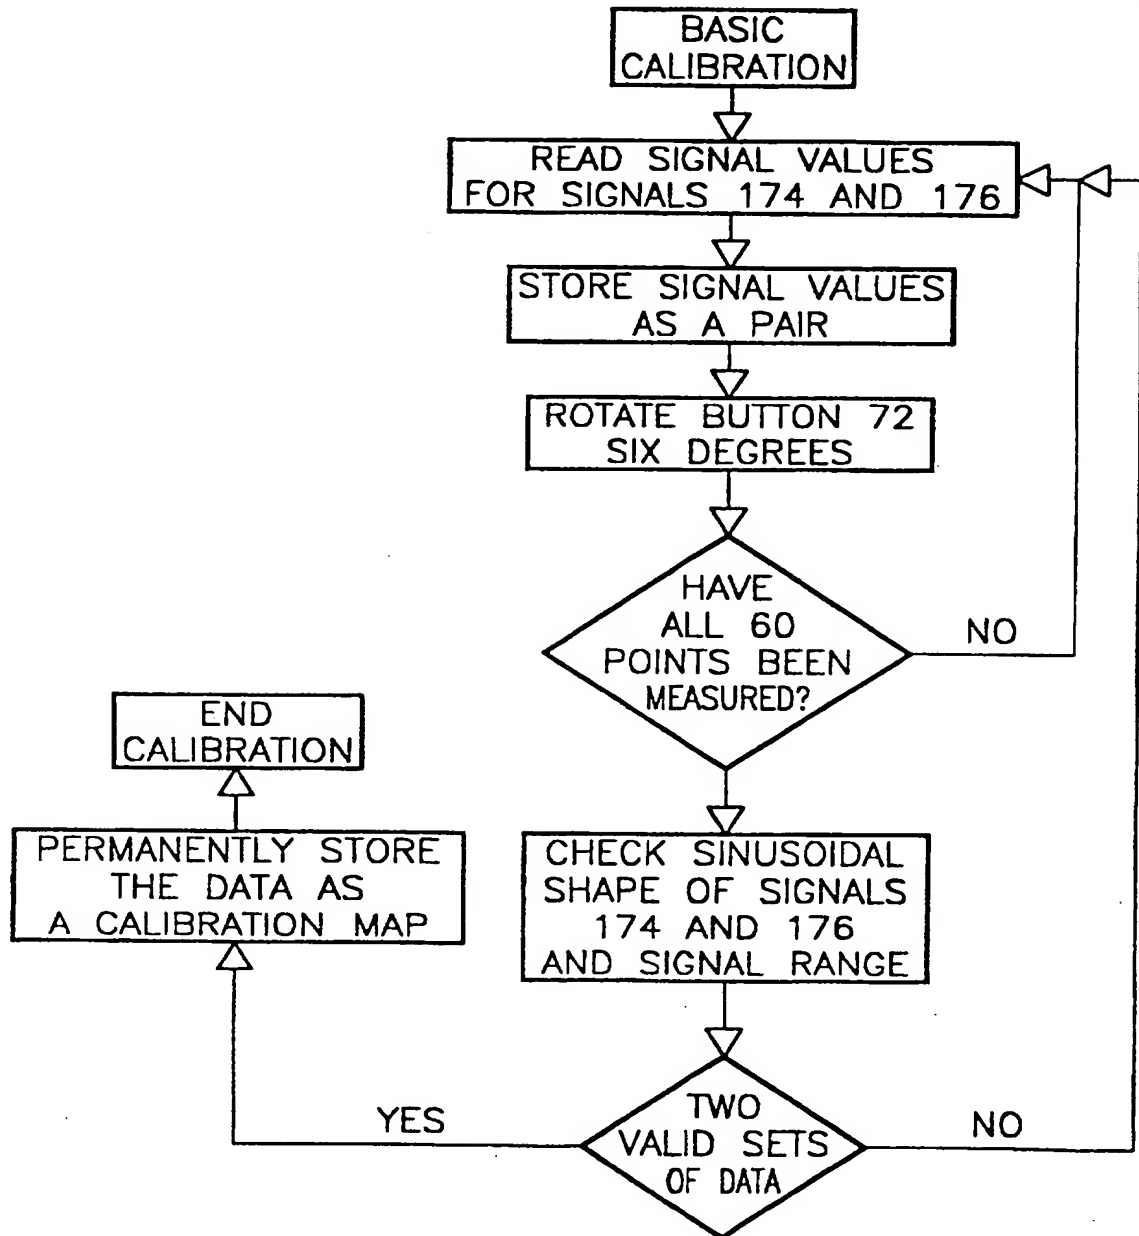 BASIC
CALIBRATION
READ SIGNAL VALUES
FOR SIGNALS 174 AND 176
STORE SIGNAL VALUES
AS A PAIR
ROTATE BUTTON 72
SIX DEGREES
HAVE
ALL 60
POINTS BEEN
MEASURED?
NO
END
CALIBRATION
PERMANENTLY STORE
THE DATA AS
A CALIBRATION MAP
CHECK SINUSOIDAL
SHAPE OF SIGNALS
174 AND 176
AND SIGNAL RANGE
YES
TWO
VALID SETS
OF DATA
NO